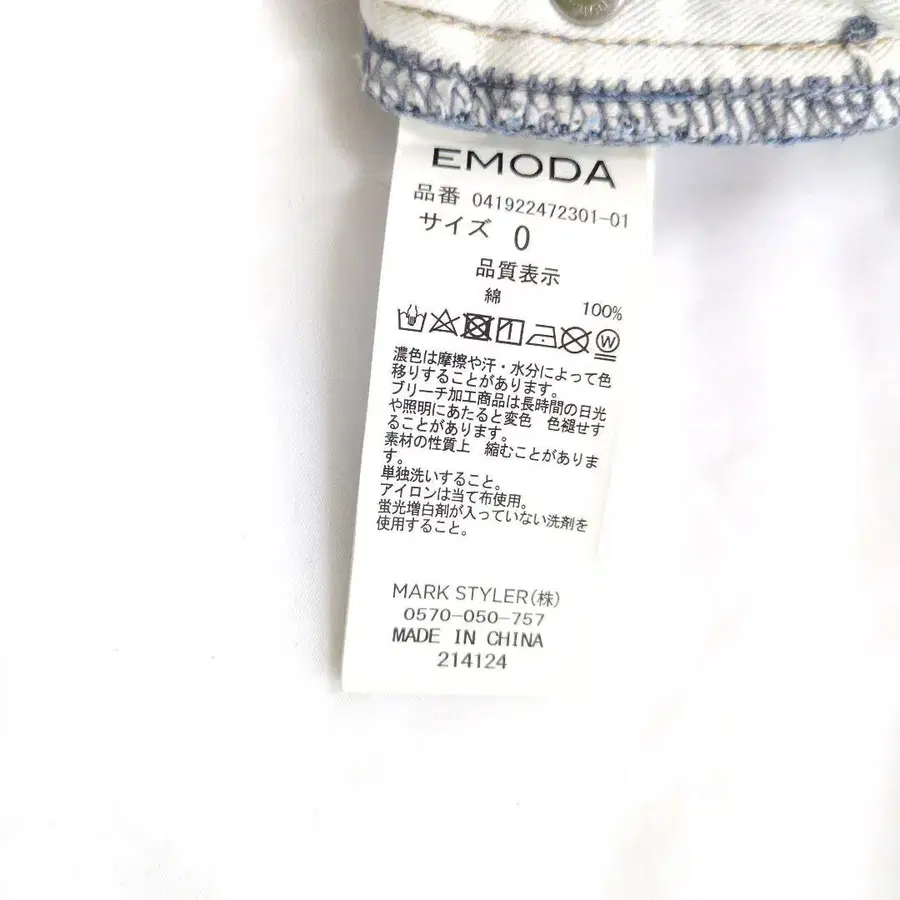 EMODA
品番 041922472301-01
サイズ 0
品質表示
綿 100%
W
濃色は摩擦や汗・水分によって色
移りすることがあります。
ブリーチ加工商品は長時間の日光
や照明にあたると変色 色褪せす
ることがあります。
素材の性質上 縮むことがありま
す。
単独洗いすること。
アイロンは当て布使用。
蛍光増白剤が入っていない洗剤を
使用すること。
MARK STYLER(株)
0570-050-757
MADE IN CHINA
214124